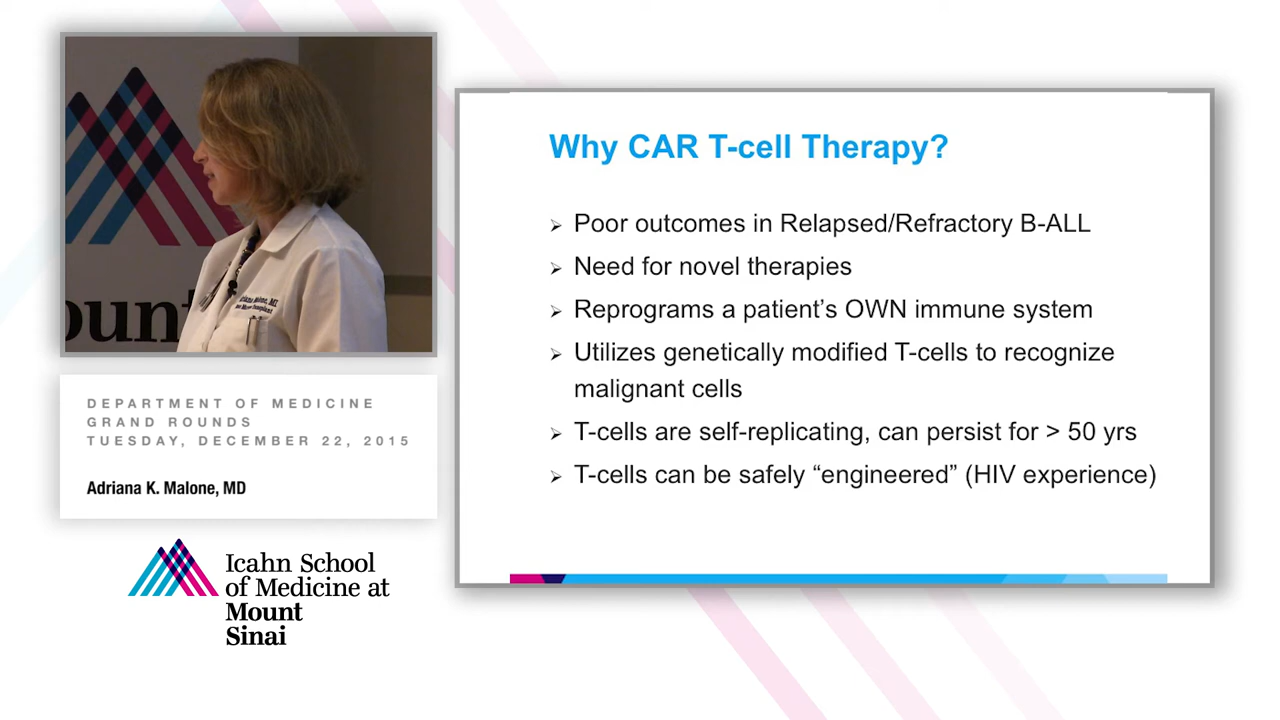 ount
Malone, MD
DEPARTMENT OF MEDICINE
GRAND ROUNDS
TUESDAY, DECEMBER 22, 2015
Adriana K. Malone, MD
Icahn School
of Medicine at
Mount
Sinai
Why CAR T-cell Therapy?
➢ Poor outcomes in Relapsed/Refractory B-ALL
➢ Need for novel therapies
➢ Reprograms a patient’s OWN immune system
➢ Utilizes genetically modified T-cells to recognize
malignant cells
➢ T-cells are self-replicating, can persist for > 50 yrs
➢ T-cells can be safely “engineered” (HIV experience)